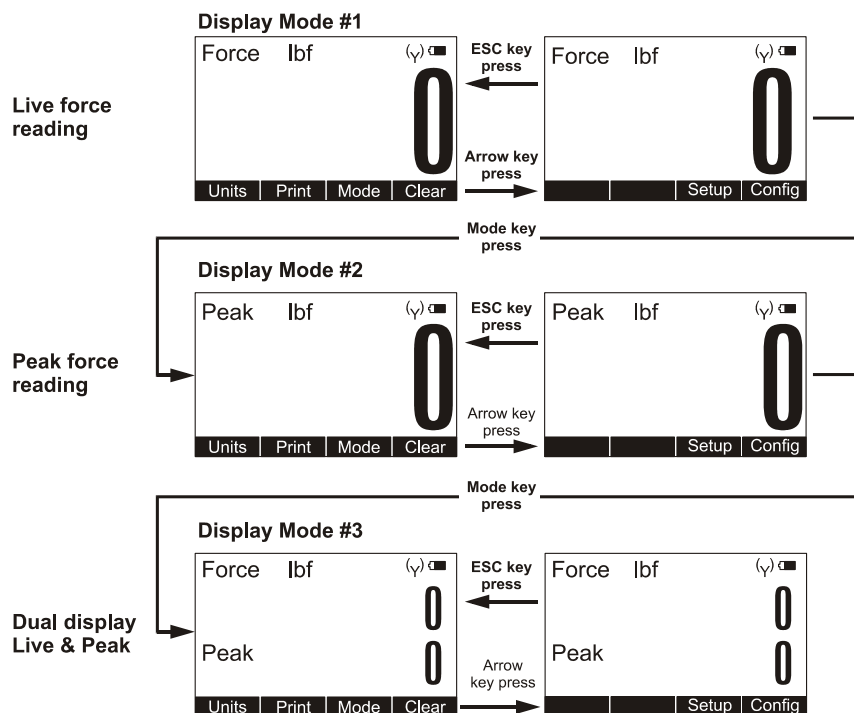 Display Mode #1
Force lbf (Y)
0
Units Print Mode Clear
ESC key
press
Arrow key
press
Force lbf (Y)
0
Setup Config
Live force
reading
Mode key
press
Display Mode #2
Peak lbf (Y)
0
Units Print Mode Clear
ESC key
press
Arrow key
press
Peak lbf (Y)
0
Setup Config
Peak force
reading
Mode key
press
Display Mode #3
Force lbf (Y)
0
Peak 0
Units Print Mode Clear
ESC key
press
Arrow
key press
Force lbf (Y)
0
Peak 0
Setup Config
Dual display
Live & Peak